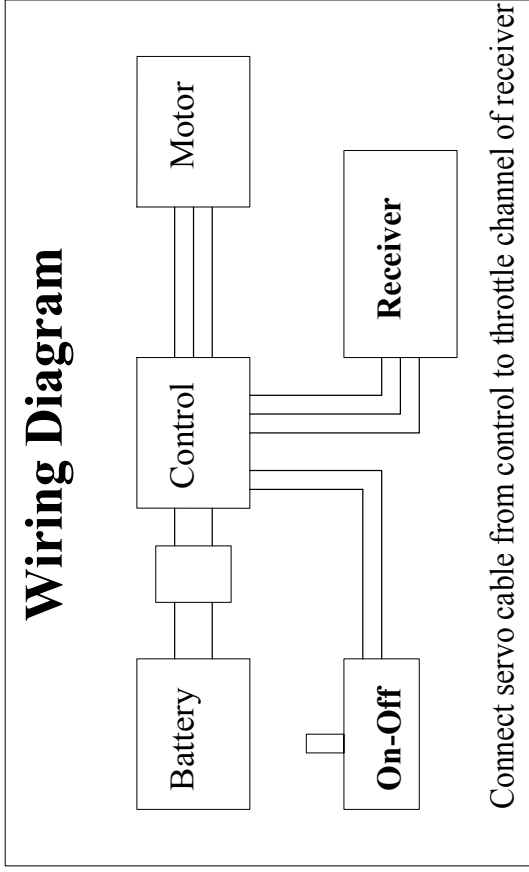 Wiring Diagram
Battery
Control
Motor
On-Off
Receiver
Connect servo cable from control to throttle channel of receiver